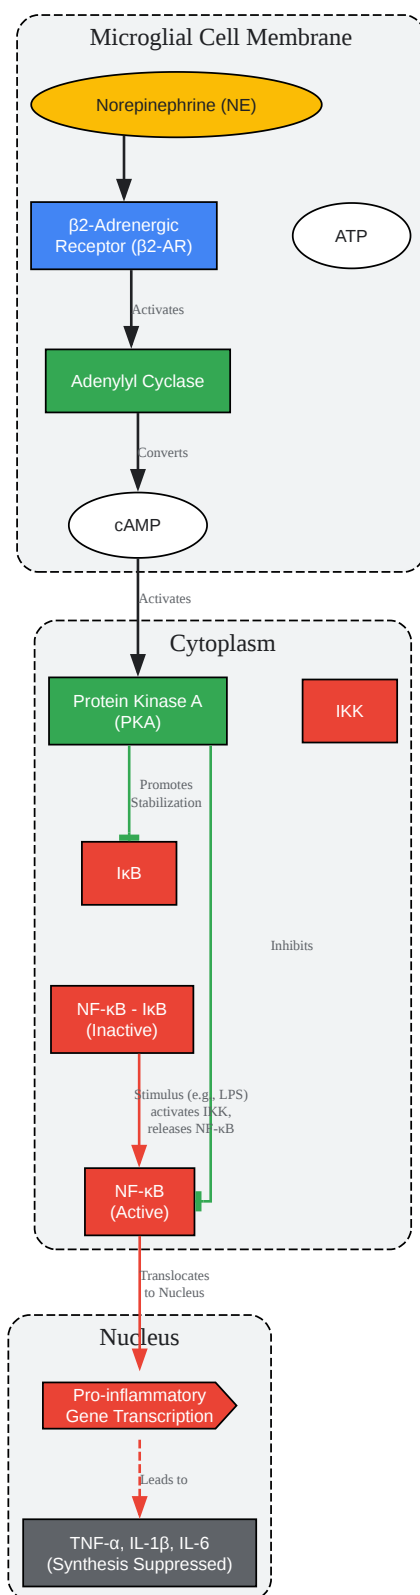 Microglial Cell Membrane
Norepinephrine (NE)
β2-Adrenergic
Receptor (β2-AR)
ATP
Activates
Adenylyl Cyclase
Converts
cAMP
Activates
Cytoplasm
Protein Kinase A
(PKA)
IKK
Promotes
Stabilization
IκB
Inhibits
NF-κB - IκB
(Inactive)
Stimulus (e.g., LPS)
activates IKK,
releases NF-κB
NF-κB
(Active)
Translocates
to Nucleus
Nucleus
Pro-inflammatory
Gene Transcription
Leads to
TNF-α, IL-1β, IL-6
(Synthesis Suppressed)